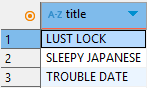 A-Z title
1 LUST LOCK
2 SLEEPY JAPANESE
3 TROUBLE DATE